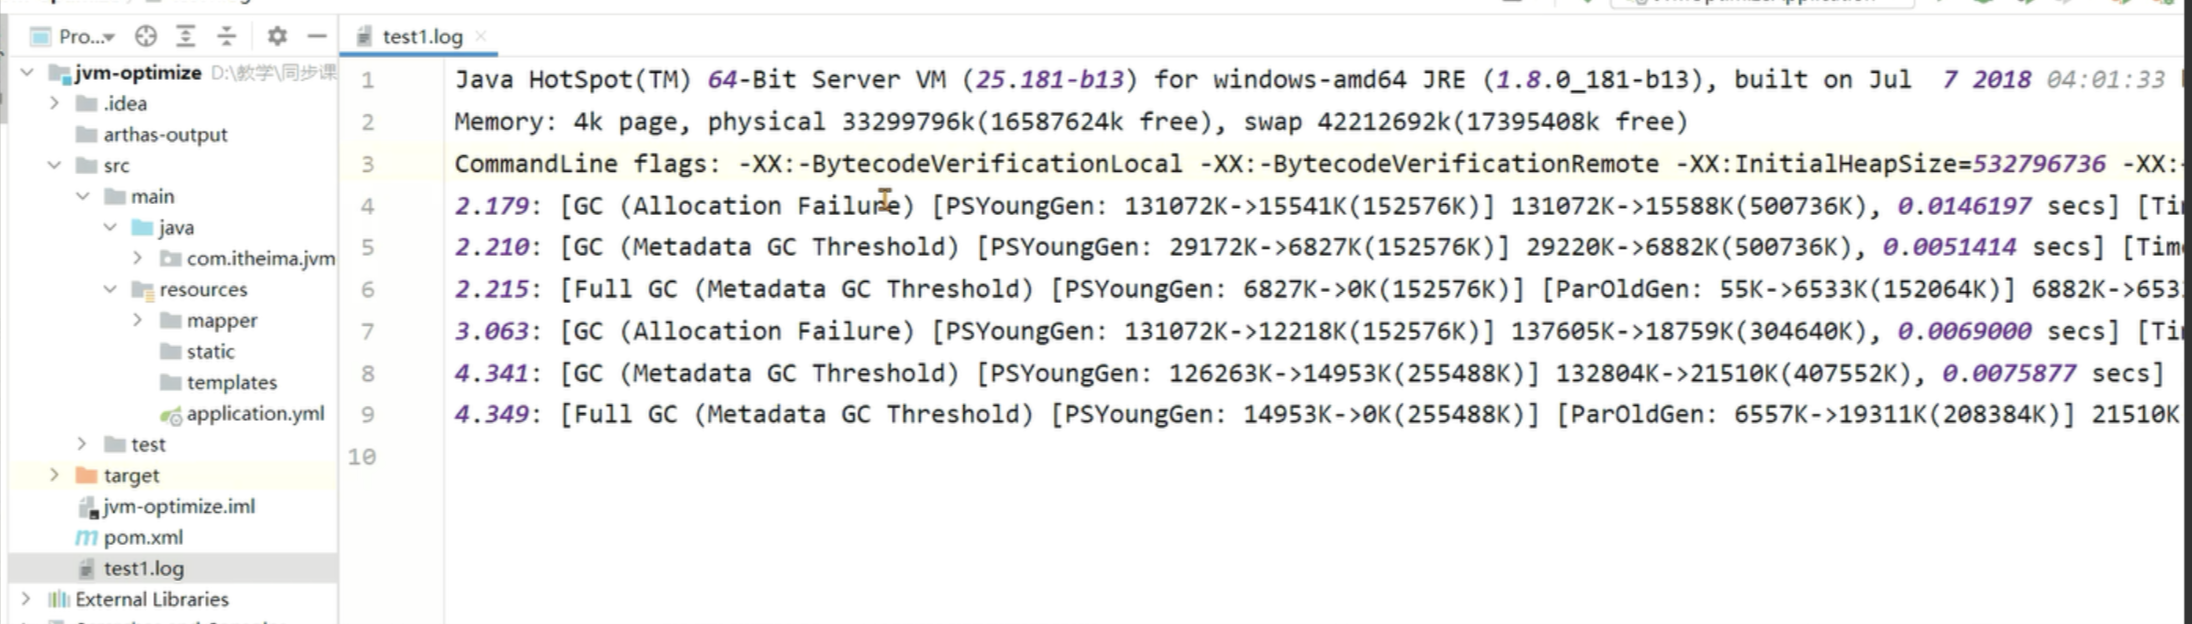 Pro...
test1.log
jvm-optimize D:\教学\同步课
.idea
arthas-output
src
main
java
com.itheima.jvm
resources
mapper
static
templates
application.yml
test
target
jvm-optimize.iml
pom.xml
test1.log
External Libraries
1 Java HotSpot(TM) 64-Bit Server VM (25.181-b13) for windows-amd64 JRE (1.8.0_181-b13), built on Jul  7 2018 04:01:33
2 Memory: 4k page, physical 33299796k(16587624k free), swap 42212692k(17395408k free)
3 CommandLine flags: -XX:-BytecodeVerificationLocal -XX:-BytecodeVerificationRemote -XX:InitialHeapSize=532796736 -XX:
4 2.179: [GC (Allocation Failure) [PSYoungGen: 131072K->15541K(152576K)] 131072K->15588K(500736K), 0.0146197 secs] [Ti
5 2.210: [GC (Metadata GC Threshold) [PSYoungGen: 29172K->6827K(152576K)] 29220K->6882K(500736K), 0.0051414 secs] [Tim
6 2.215: [Full GC (Metadata GC Threshold) [PSYoungGen: 6827K->0K(152576K)] [ParOldGen: 55K->6533K(152064K)] 6882K->653
7 3.063: [GC (Allocation Failure) [PSYoungGen: 131072K->12218K(152576K)] 137605K->18759K(304640K), 0.0069000 secs] [Ti
8 4.341: [GC (Metadata GC Threshold) [PSYoungGen: 126263K->14953K(255488K)] 132804K->21510K(407552K), 0.0075877 secs]
9 4.349: [Full GC (Metadata GC Threshold) [PSYoungGen: 14953K->0K(255488K)] [ParOldGen: 6557K->19311K(208384K)] 21510K
10